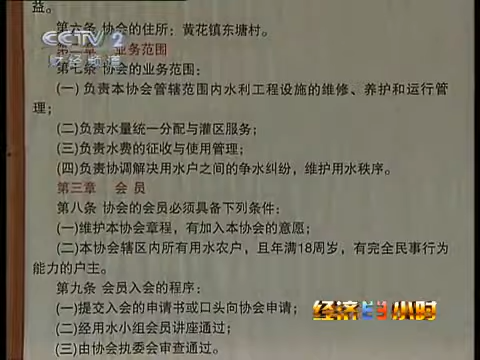 益。
第六条 协会的住所：黄花镇东塘村。
CCTV 2
第二章 业务范围
财经频道
第七条 协会的业务范围：
(一)负责本协会管辖范围内水利工程设施的维修、养护和运行管
理；
(二)负责水量统一分配与灌区服务；
(三)负责水费的征收与使用管理；
(四)负责协调解决用水户之间的争水纠纷，维护用水秩序。
第三章 会 员
第八条 协会的会员必须具备下列条件：
(一)维护本协会章程，有加入本协会的意愿；
(二)本协会辖区内所有用水农户，且年满18周岁，有完全民事行为
能力的户主。
第九条 会员入会的程序：
(一)提交入会的申请书或口头向协会申请；
经济 小时
(二)经用水小组会员讲座通过；
(三)由协会执委会审查通过。